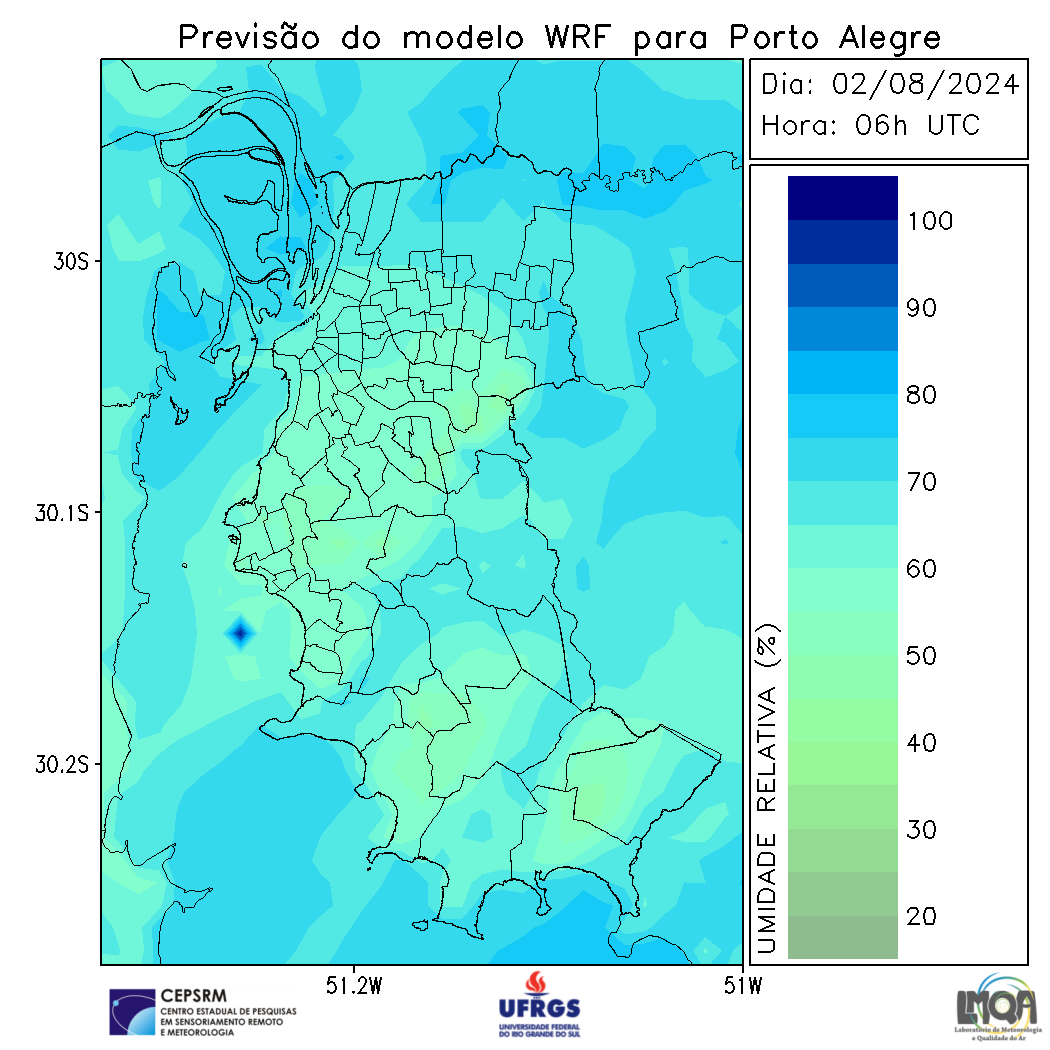 Previsão do modelo WRF para Porto Alegre
Dia: 02/08/2024
Hora: 06h UTC
30S
30.1S
30.2S
51.2W
51W
UMIDADE RELATIVA (%)
100
90
80
70
60
50
40
30
20
CEPSRM
CENTRO ESTADUAL DE PESQUISAS
EM SENSORIAMENTO REMOTO
E METEOROLOGIA
UFRGS
UNIVERSIDADE FEDERAL
DO RIO GRANDE DO SUL
LMQA
Laboratório de Meteorologia
e Qualidade do Ar